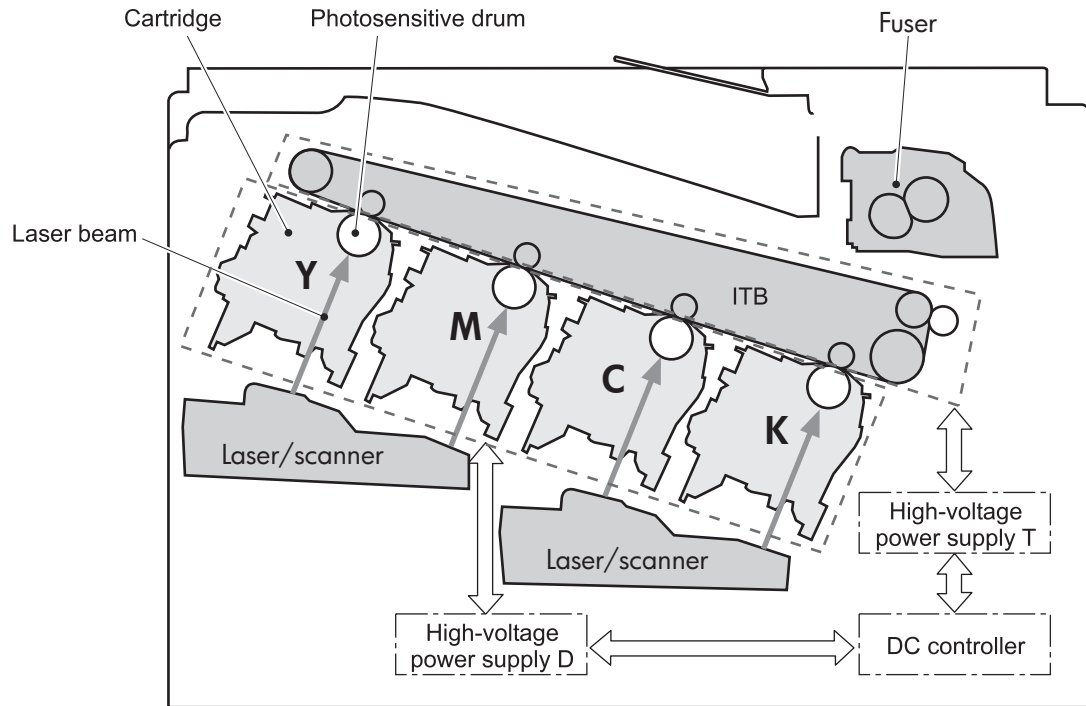 Cartridge
Photosensitive drum
Fuser
Laser beam
Y
M
C
K
ITB
Laser/scanner
Laser/scanner
High-voltage
power supply T
High-voltage
power supply D
DC controller